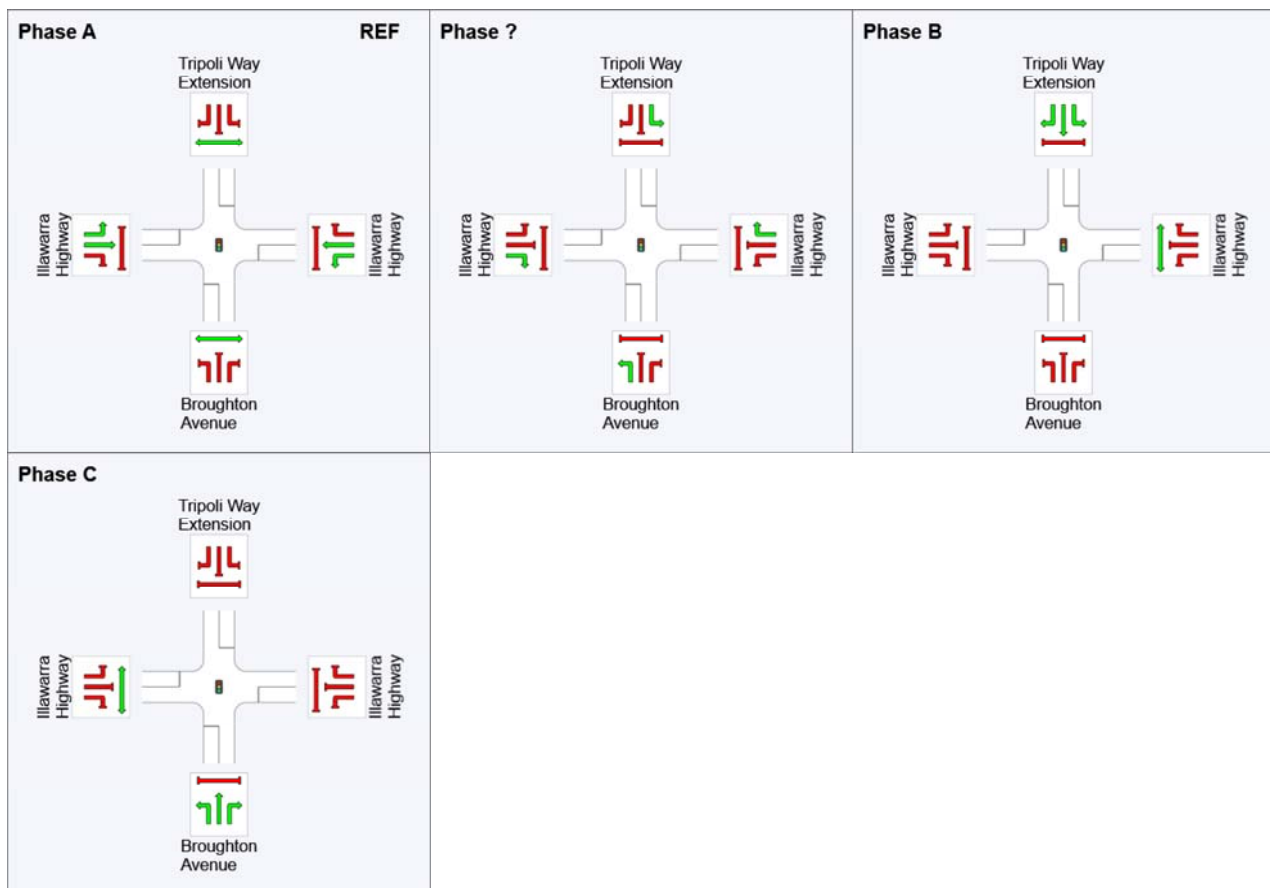 Phase A
REF
Tripoli Way
Extension
Illawarra
Highway
Illawarra
Highway
Broughton
Avenue
Phase ?
Tripoli Way
Extension
Illawarra
Highway
Illawarra
Highway
Broughton
Avenue
Phase B
Tripoli Way
Extension
Illawarra
Highway
Illawarra
Highway
Broughton
Avenue
Phase C
Tripoli Way
Extension
Illawarra
Highway
Illawarra
Highway
Broughton
Avenue